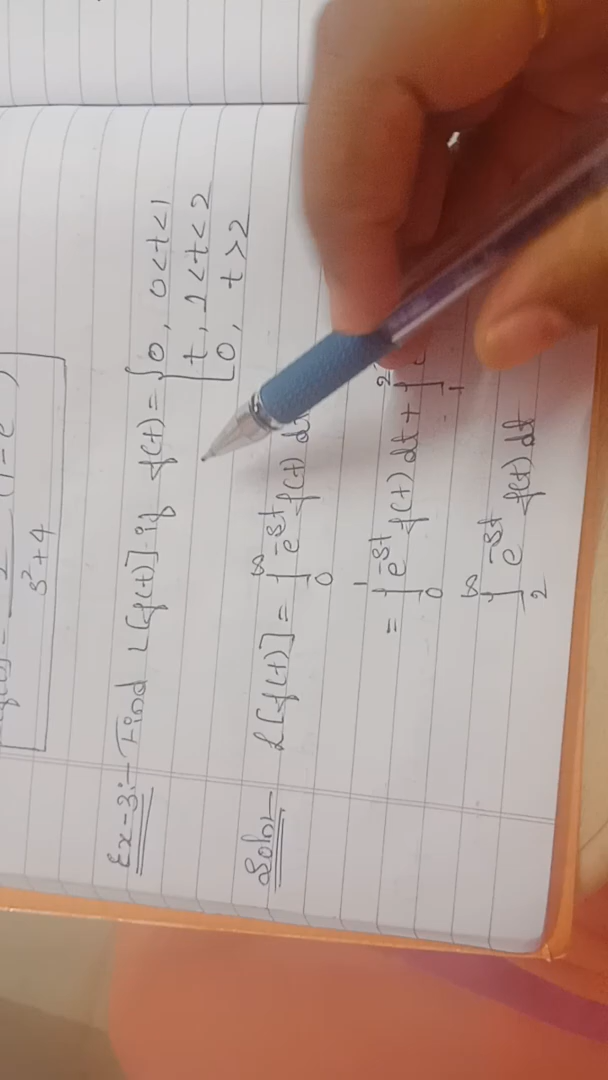 s²+4
Ex-3:- Find L[f(t)] if f(t) = { 0, 0<t<1
t, 1<t<2
0, t>2
Soln- L[f(t)] = ∫₀^∞ e^-st f(t) dt
= ∫₀¹ e^-st f(t) dt + ∫₁²
∫₂^∞ e^-st f(t) dt